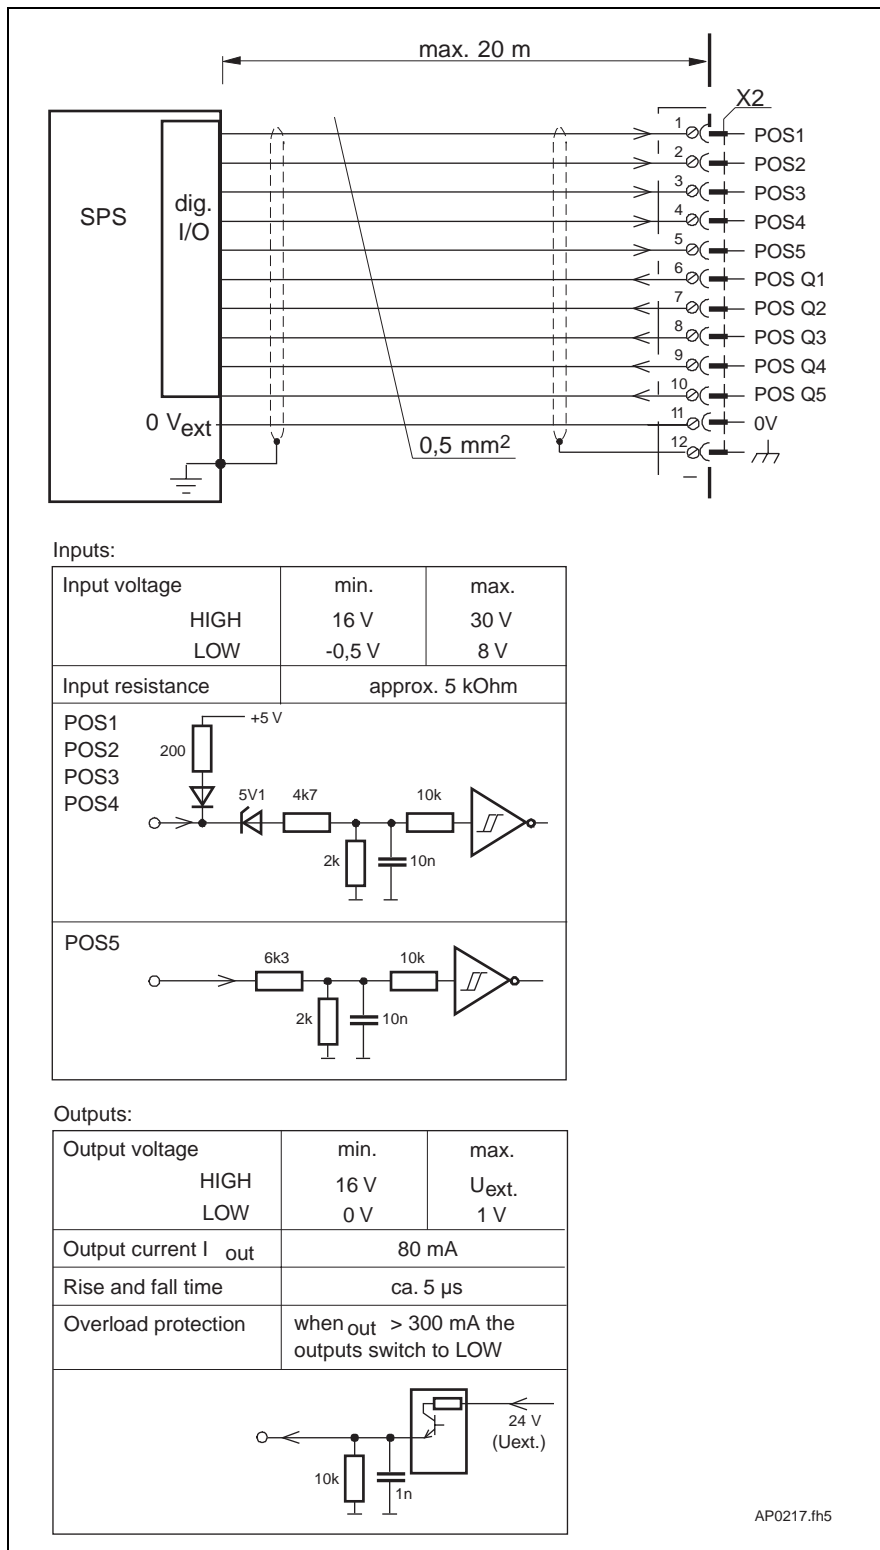 max. 20 m
X2
SPS
dig.
I/O
1 POS1
2 POS2
3 POS3
4 POS4
5 POS5
6 POS Q1
7 POS Q2
8 POS Q3
9 POS Q4
10 POS Q5
0 Vext 11 0V
0,5 mm2 12
Inputs:
Input voltage min. max.
HIGH 16 V 30 V
LOW -0,5 V 8 V
Input resistance approx. 5 kOhm
POS1 +5 V
POS2 200
POS3
POS4 5V1 4k7 10k
2k 10n
POS5
6k3 10k
2k 10n
Outputs:
Output voltage min. max.
HIGH 16 V Uext.
LOW 0 V 1 V
Output current I out 80 mA
Rise and fall time ca. 5 µs
Overload protection when out > 300 mA the
outputs switch to LOW
24 V
(Uext.)
10k 1n
AP0217.fh5